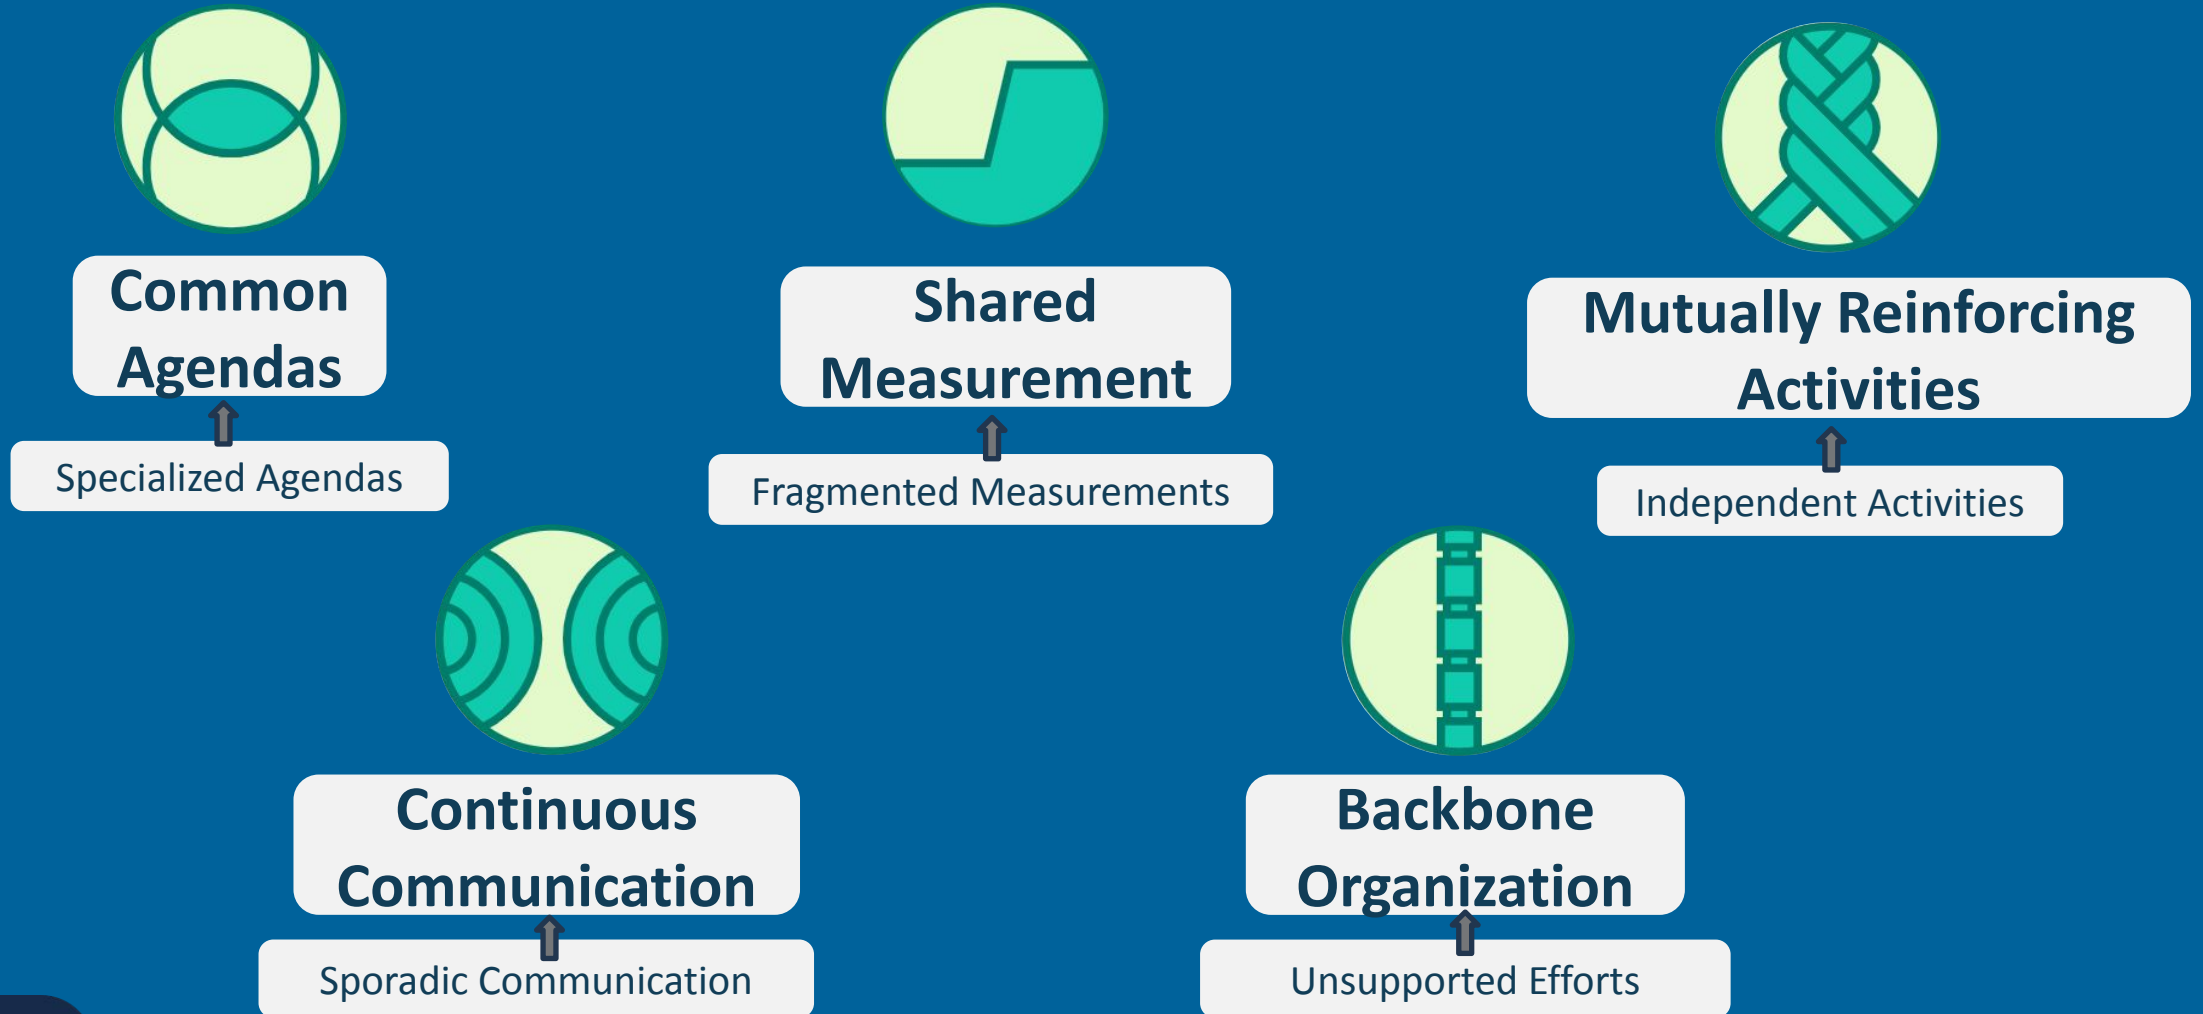 Common
Agendas
Specialized Agendas
Shared
Measurement
Fragmented Measurements
Mutually Reinforcing
Activities
Independent Activities
Continuous
Communication
Sporadic Communication
Backbone
Organization
Unsupported Efforts